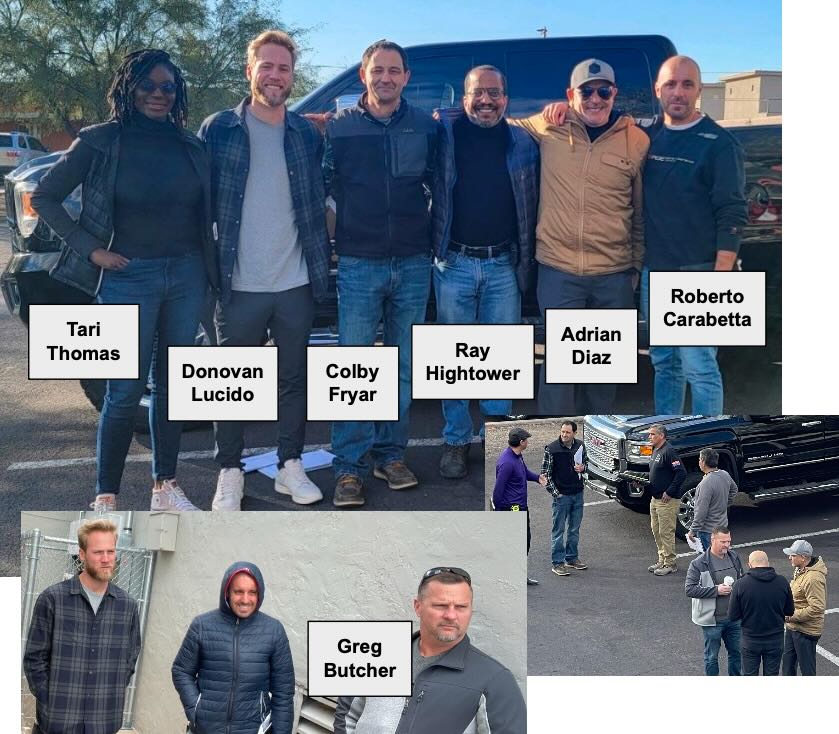 Tari
Thomas
Donovan
Lucido
Colby
Fryar
Ray
Hightower
Adrian
Diaz
Roberto
Carabetta
Greg
Butcher